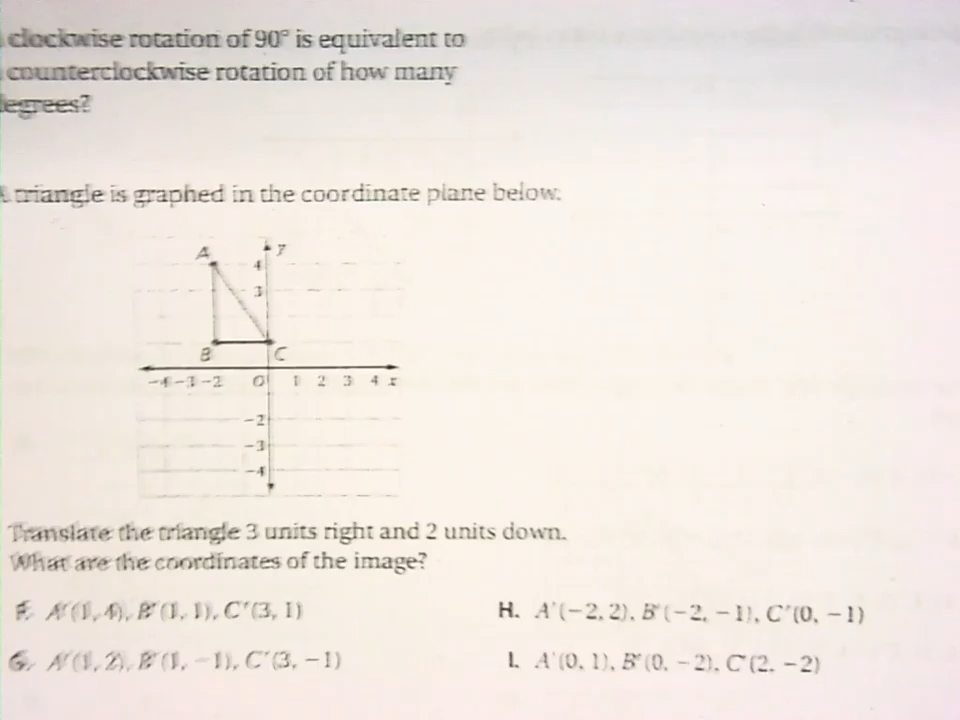 clockwise rotation of 90° is equivalent to
counterclockwise rotation of how many
degrees?
A triangle is graphed in the coordinate plane below.
A y
4
3
B C
-4 -3 -2 O 1 2 3 4 x
-2
-3
-4
Translate the triangle 3 units right and 2 units down.
What are the coordinates of the image?
F. A′(1, 4), B′(1, 1), C′(3, 1)
H. A′(−2, 2), B′(−2, −1), C′(0, −1)
G. A′(1, 2), B′(1, −1), C′(3, −1)
I. A′(0, 1), B′(0, −2), C′(2, −2)